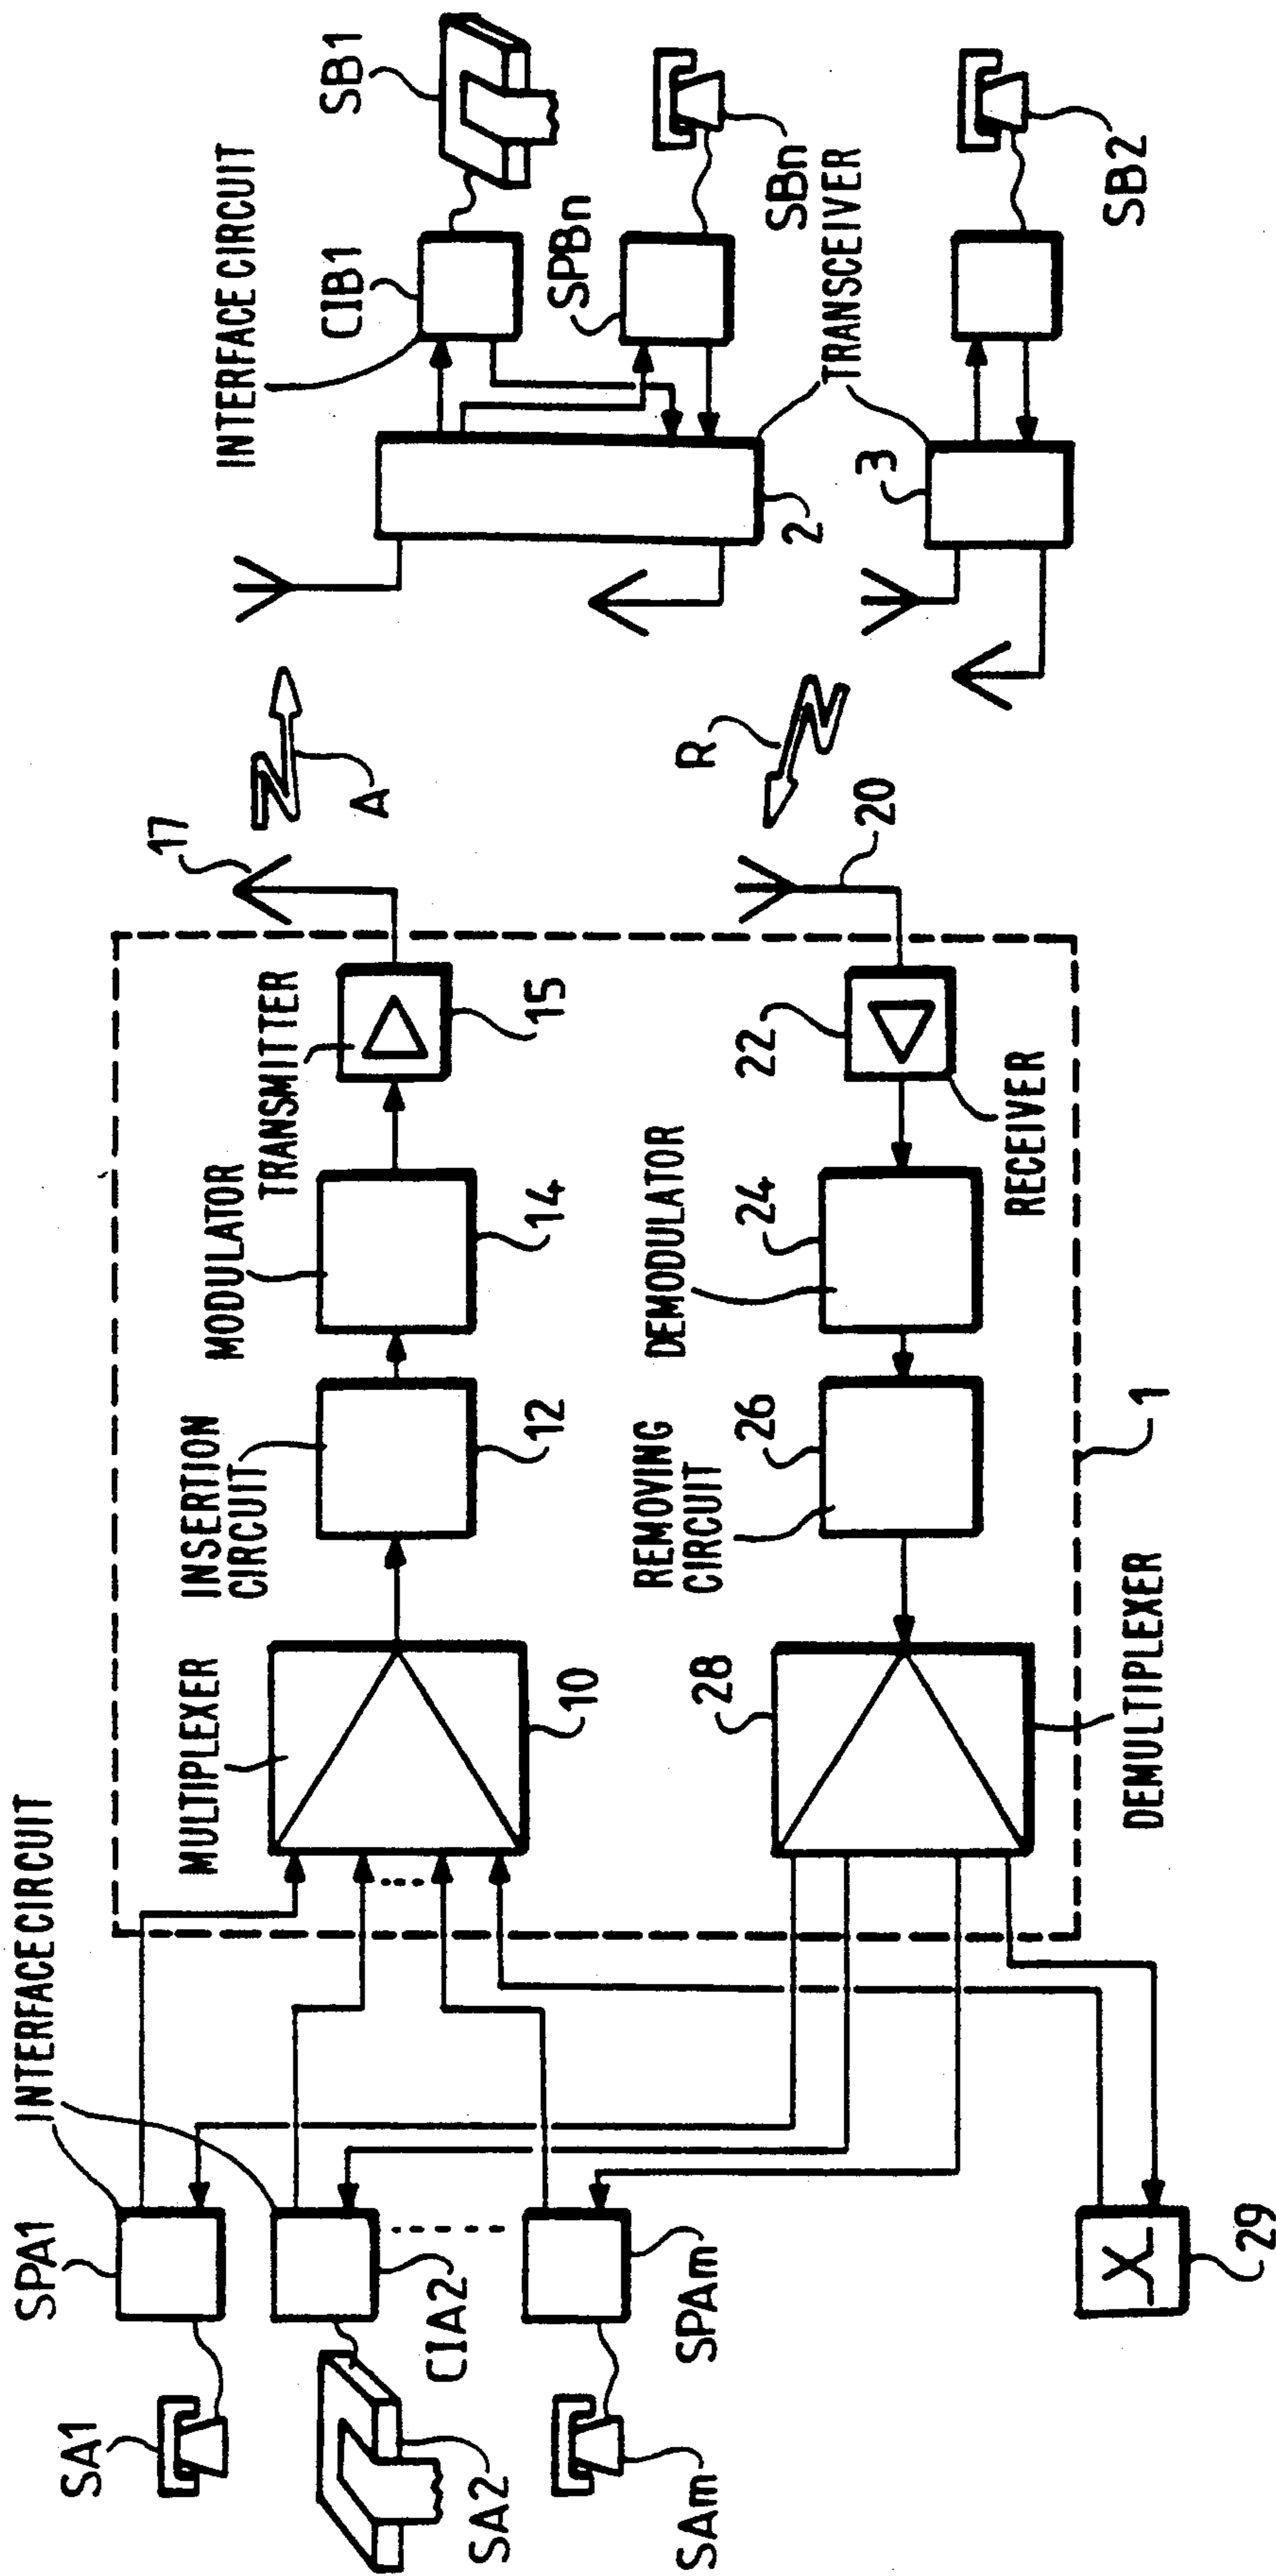 SA1
SPA1
INTERFACE CIRCUIT
SA2
CIA2
SAm
SPAm
29
MULTIPLEXER
10
INSERTION
CIRCUIT
12
MODULATOR
14
TRANSMITTER
15
17
A
28
DEMULTIPLEXER
REMOVING
CIRCUIT
26
DEMODULATOR
24
22
RECEIVER
20
R
1
INTERFACE CIRCUIT
CIB1
SB1
SPBn
SBn
2
TRANSCEIVER
3
SB2